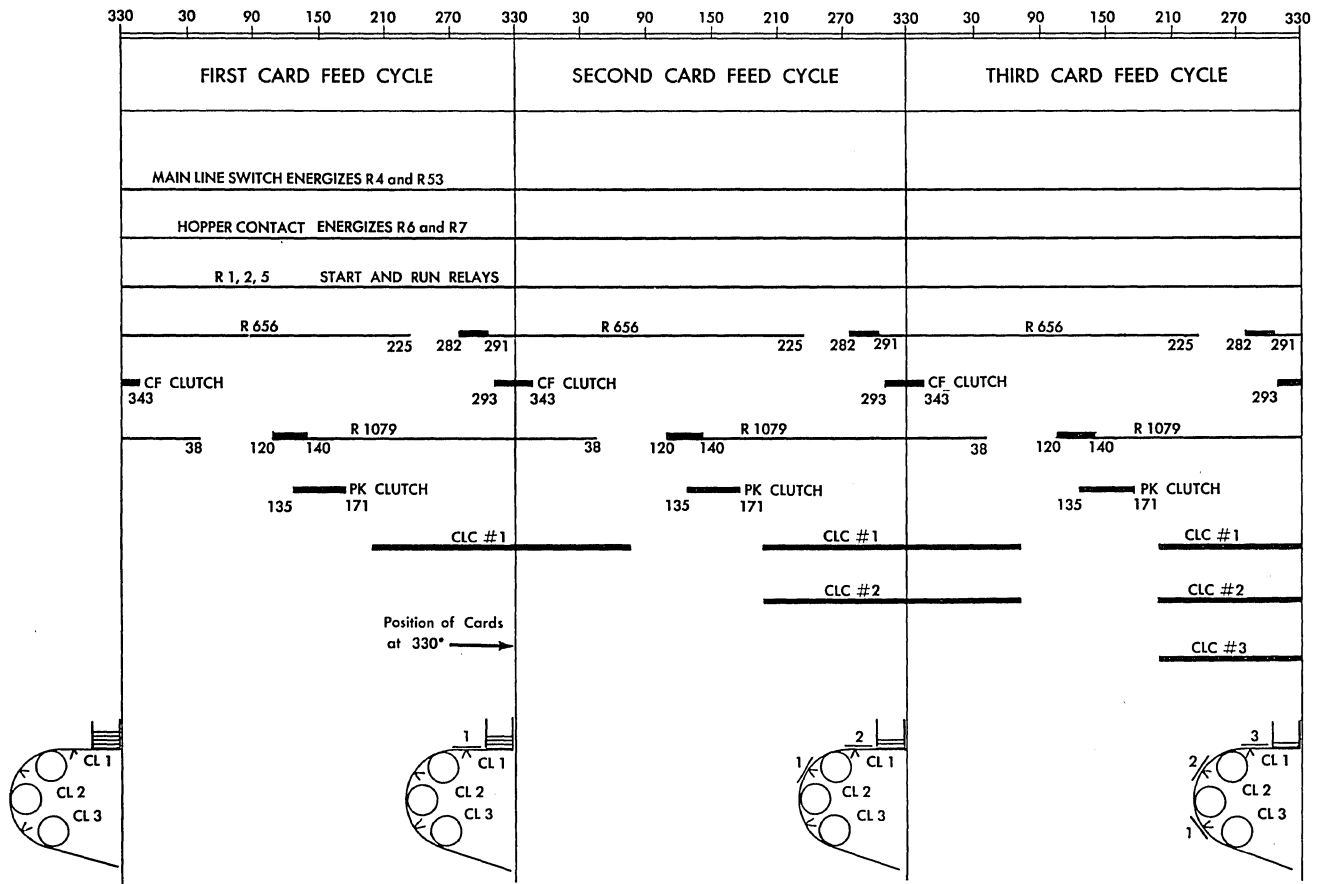 330 30 90 150 210 270 330 30 90 150 210 270 330 30 90 150 210 270 330
FIRST CARD FEED CYCLE SECOND CARD FEED CYCLE THIRD CARD FEED CYCLE
MAIN LINE SWITCH ENERGIZES R4 and R53
HOPPER CONTACT ENERGIZES R6 and R7
R 1, 2, 5 START AND RUN RELAYS
R 656 R 656 R 656
225 282 291 225 282 291 225 282 291
CF CLUTCH CF CLUTCH CF CLUTCH
343 293 343 293 343 293
R 1079 R 1079 R 1079
38 120 140 38 120 140 38 120 140
PK CLUTCH PK CLUTCH PK CLUTCH
135 171 135 171 135 171
CLC #1 CLC #1 CLC #1
CLC #2 CLC #2
Position of Cards
at 330°
CLC #3
1 2 3
CL 1 CL 1 1 CL 1 2 CL 1
CL 2 CL 2 CL 2 CL 2
CL 3 CL 3 CL 3 1 CL 3